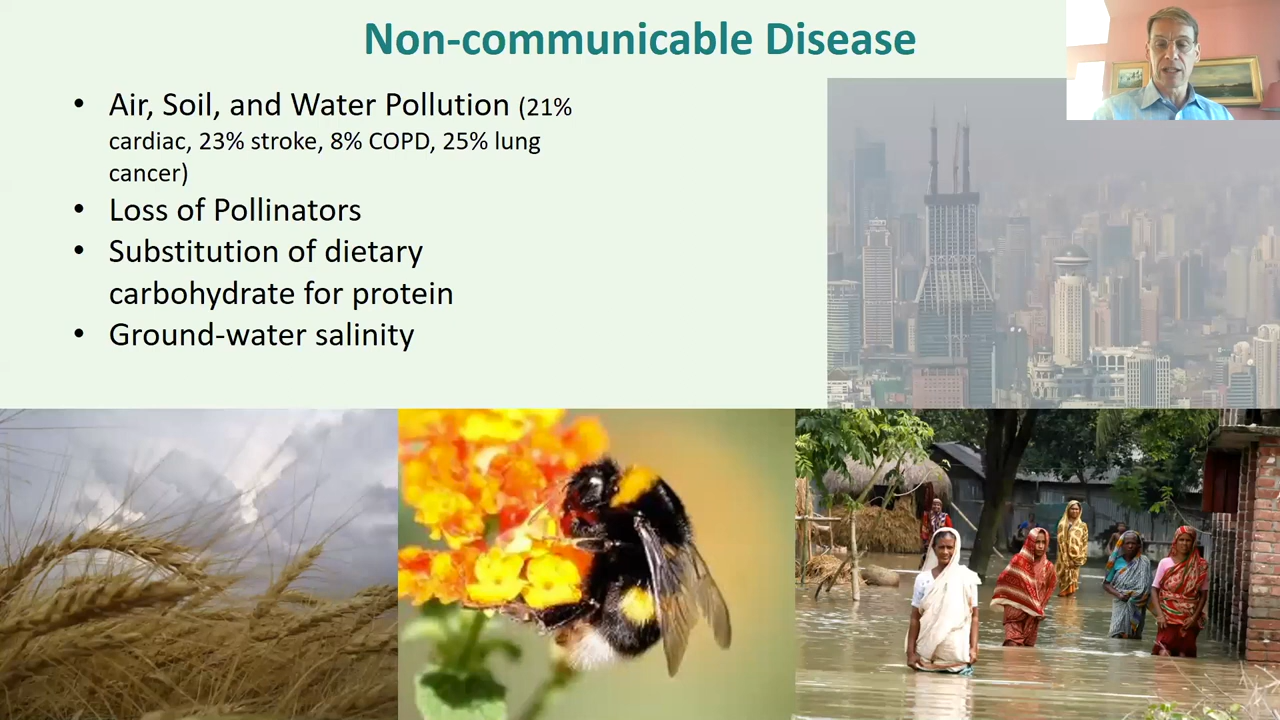 Non-communicable Disease
• Air, Soil, and Water Pollution (21%
cardiac, 23% stroke, 8% COPD, 25% lung
cancer)
• Loss of Pollinators
• Substitution of dietary
carbohydrate for protein
• Ground-water salinity